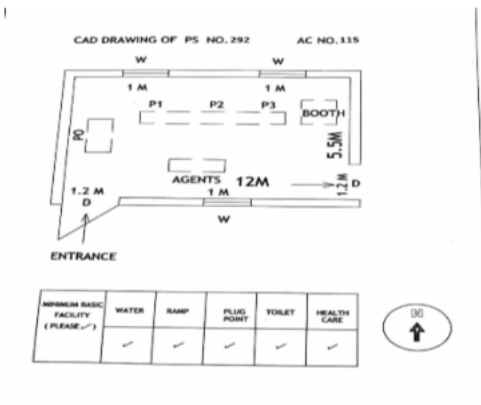 CAD DRAWING OF PS NO.292 AC NO.115
W W
1 M 1 M
P1 P2 P3
BOOTH
PO
5.5M
AGENTS 12M
1.2 M 1 M 1.2 M D
D
W
ENTRANCE
MINIMUM BASIC FACILITY (PLEASE ✓)
WATER
RAMP
PLUG POINT
TOILET
HEALTH CARE
✓ ✓ ✓ ✓ ✓
N